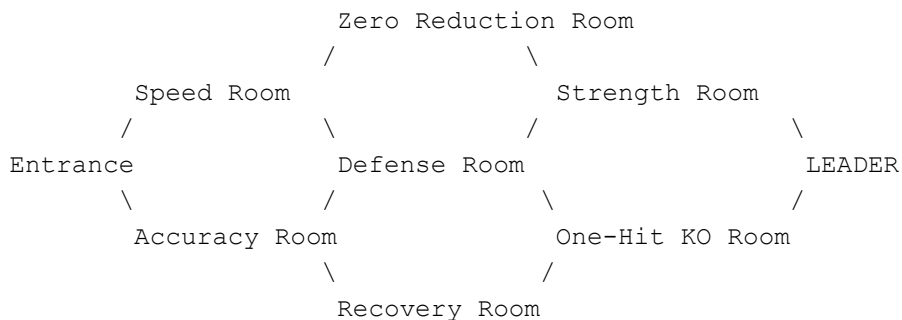 Zero Reduction Room
/ \
Speed Room Strength Room
/ \ / \
Entrance Defense Room LEADER
\ / \ /
Accuracy Room One-Hit KO Room
\ /
Recovery Room